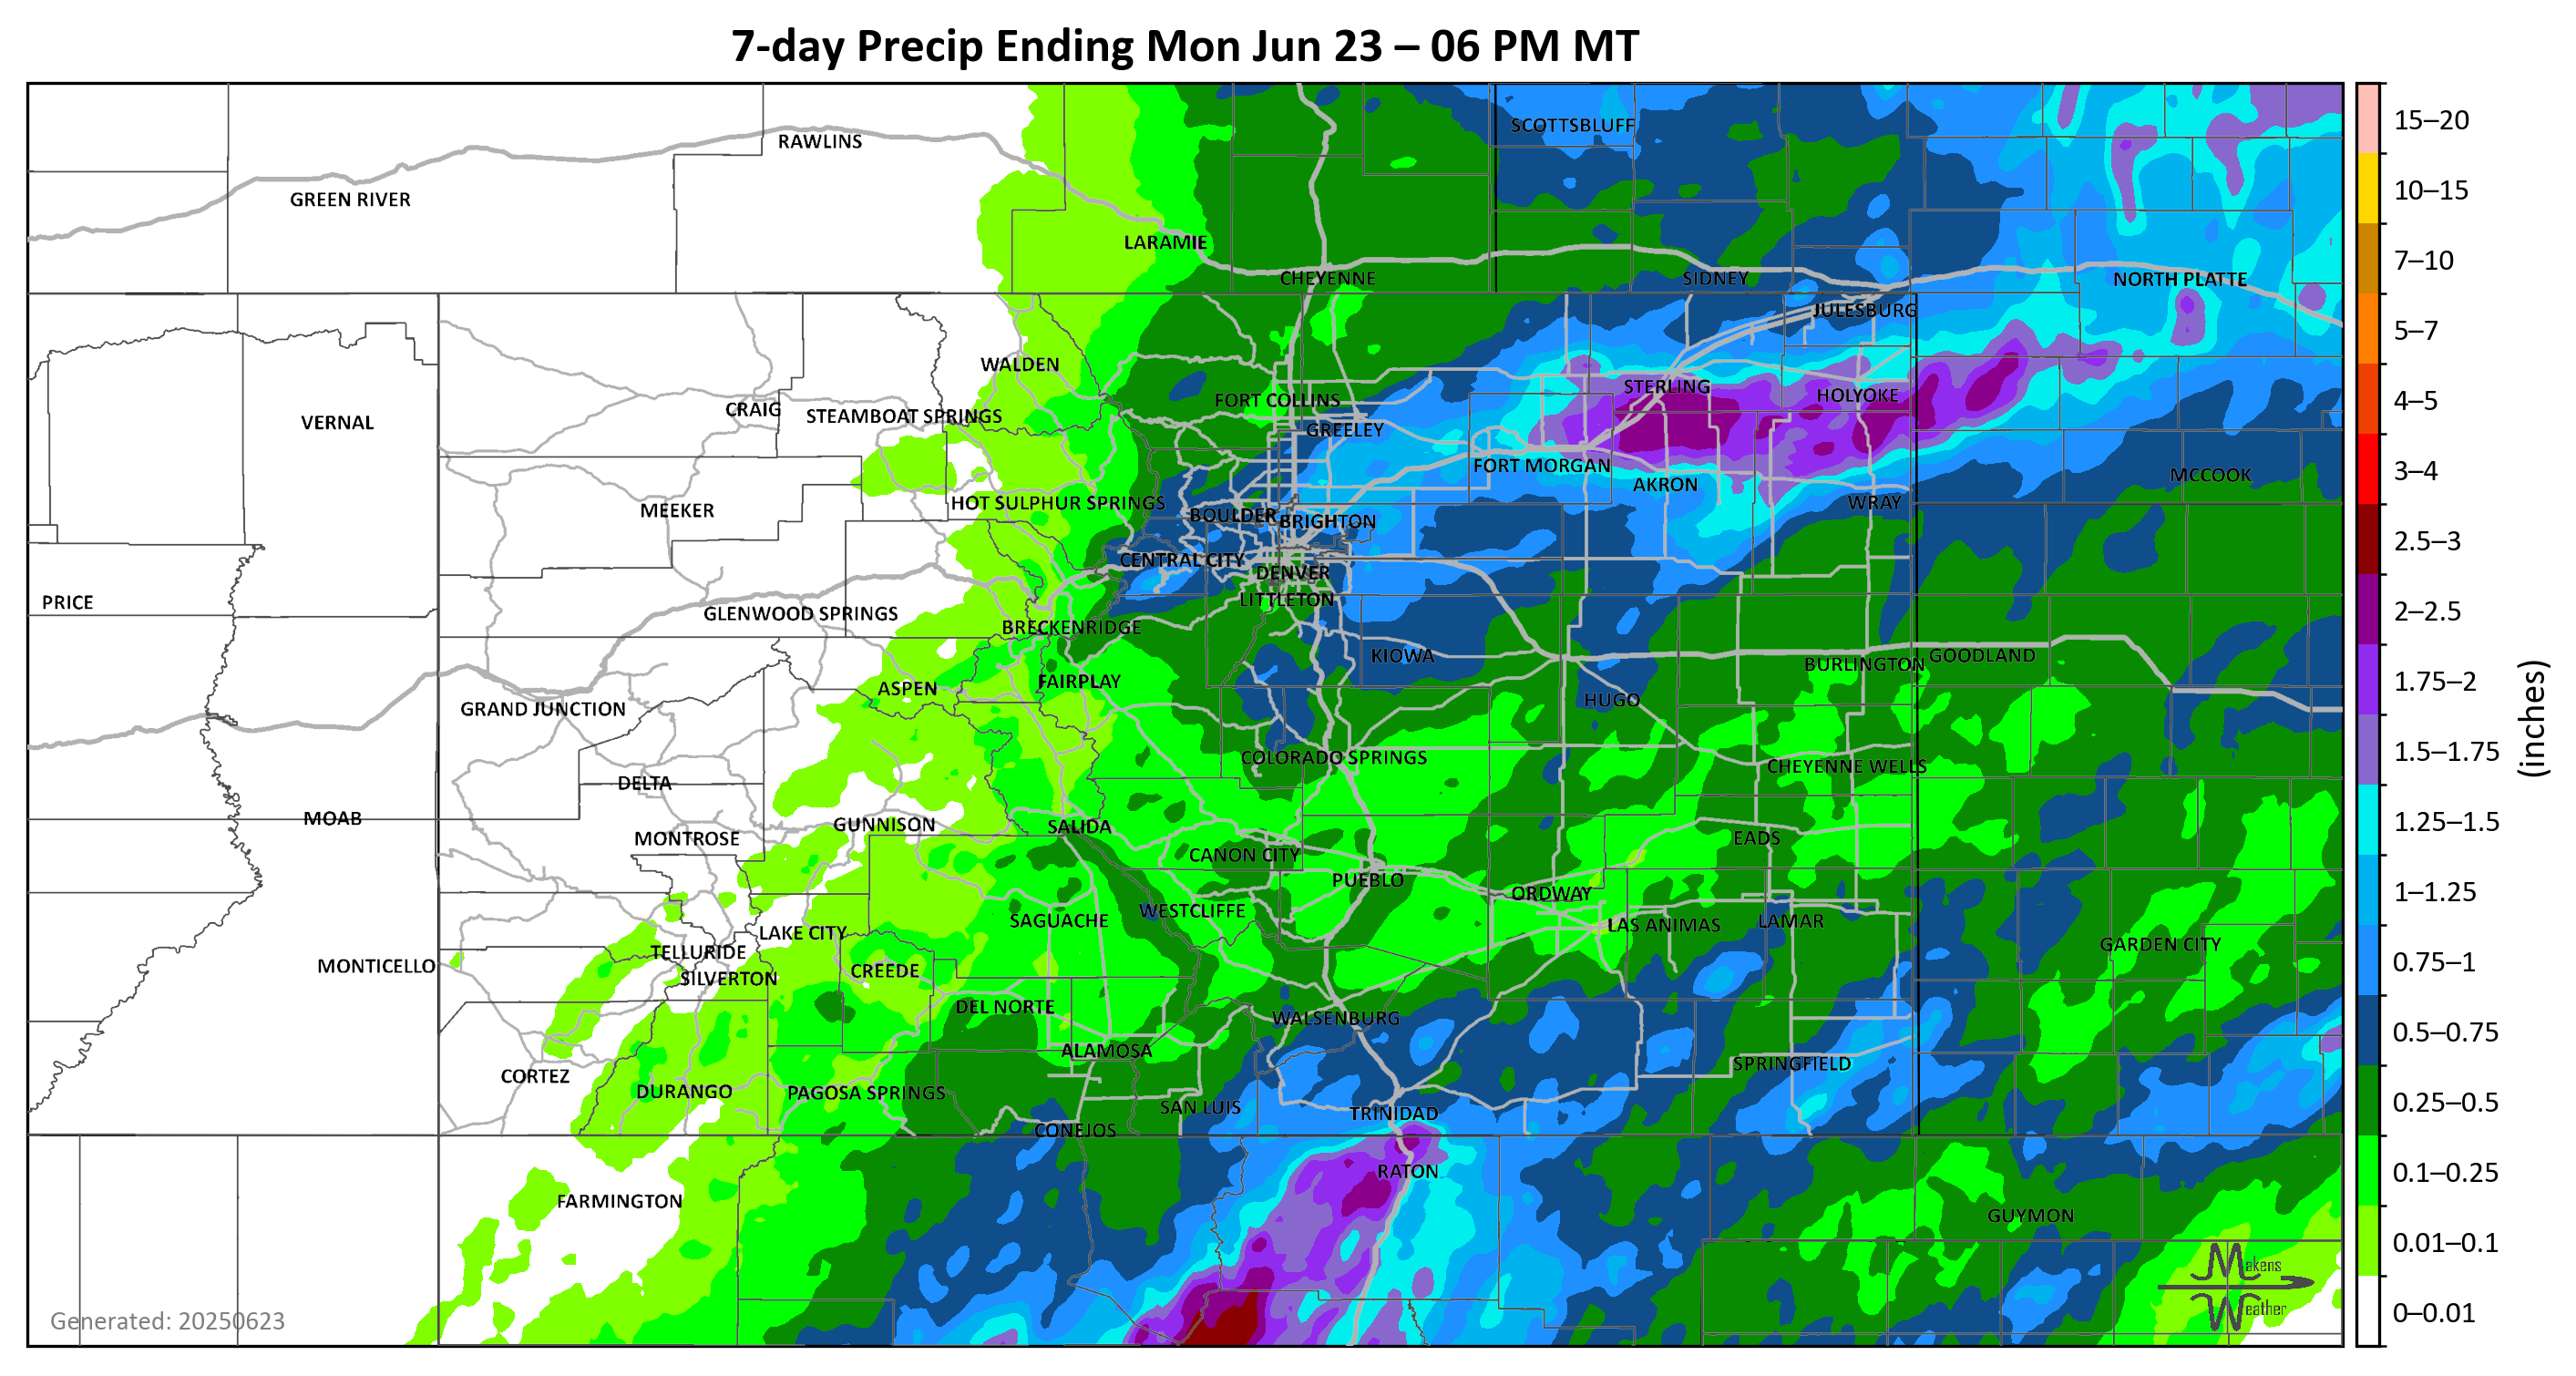 7-day Precip Ending Mon Jun 23 – 06 PM MT
SCOTTSBLUFF
RAWLINS
GREEN RIVER
LARAMIE
CHEYENNE
SIDNEY
NORTH PLATTE
JULESBURG
WALDEN
STERLING
HOLYOKE
FORT COLLINS
CRAIG
STEAMBOAT SPRINGS
VERNAL
GREELEY
FORT MORGAN
MCCOOK
AKRON
WRAY
HOT SULPHUR SPRINGS
MEEKER
BOULDER
BRIGHTON
CENTRAL CITY
DENVER
LITTLETON
PRICE
GLENWOOD SPRINGS
BRECKENRIDGE
KIOWA
GOODLAND
BURLINGTON
FAIRPLAY
ASPEN
HUGO
GRAND JUNCTION
COLORADO SPRINGS
CHEYENNE WELLS
DELTA
MOAB
GUNNISON
SALIDA
MONTROSE
EADS
CANON CITY
PUEBLO
ORDWAY
WESTCLIFFE
SAGUACHE
LAS ANIMAS
LAMAR
LAKE CITY
GARDEN CITY
TELLURIDE
MONTICELLO
CREEDE
SILVERTON
DEL NORTE
WALSENBURG
ALAMOSA
SPRINGFIELD
CORTEZ
DURANGO
PAGOSA SPRINGS
SAN LUIS
TRINIDAD
CONEJOS
RATON
FARMINGTON
GUYMON
Makens
Weather
Generated: 20250623
15–20
10–15
7–10
5–7
4–5
3–4
2.5–3
2–2.5
1.75–2
1.5–1.75
1.25–1.5
1–1.25
0.75–1
0.5–0.75
0.25–0.5
0.1–0.25
0.01–0.1
0–0.01
(inches)